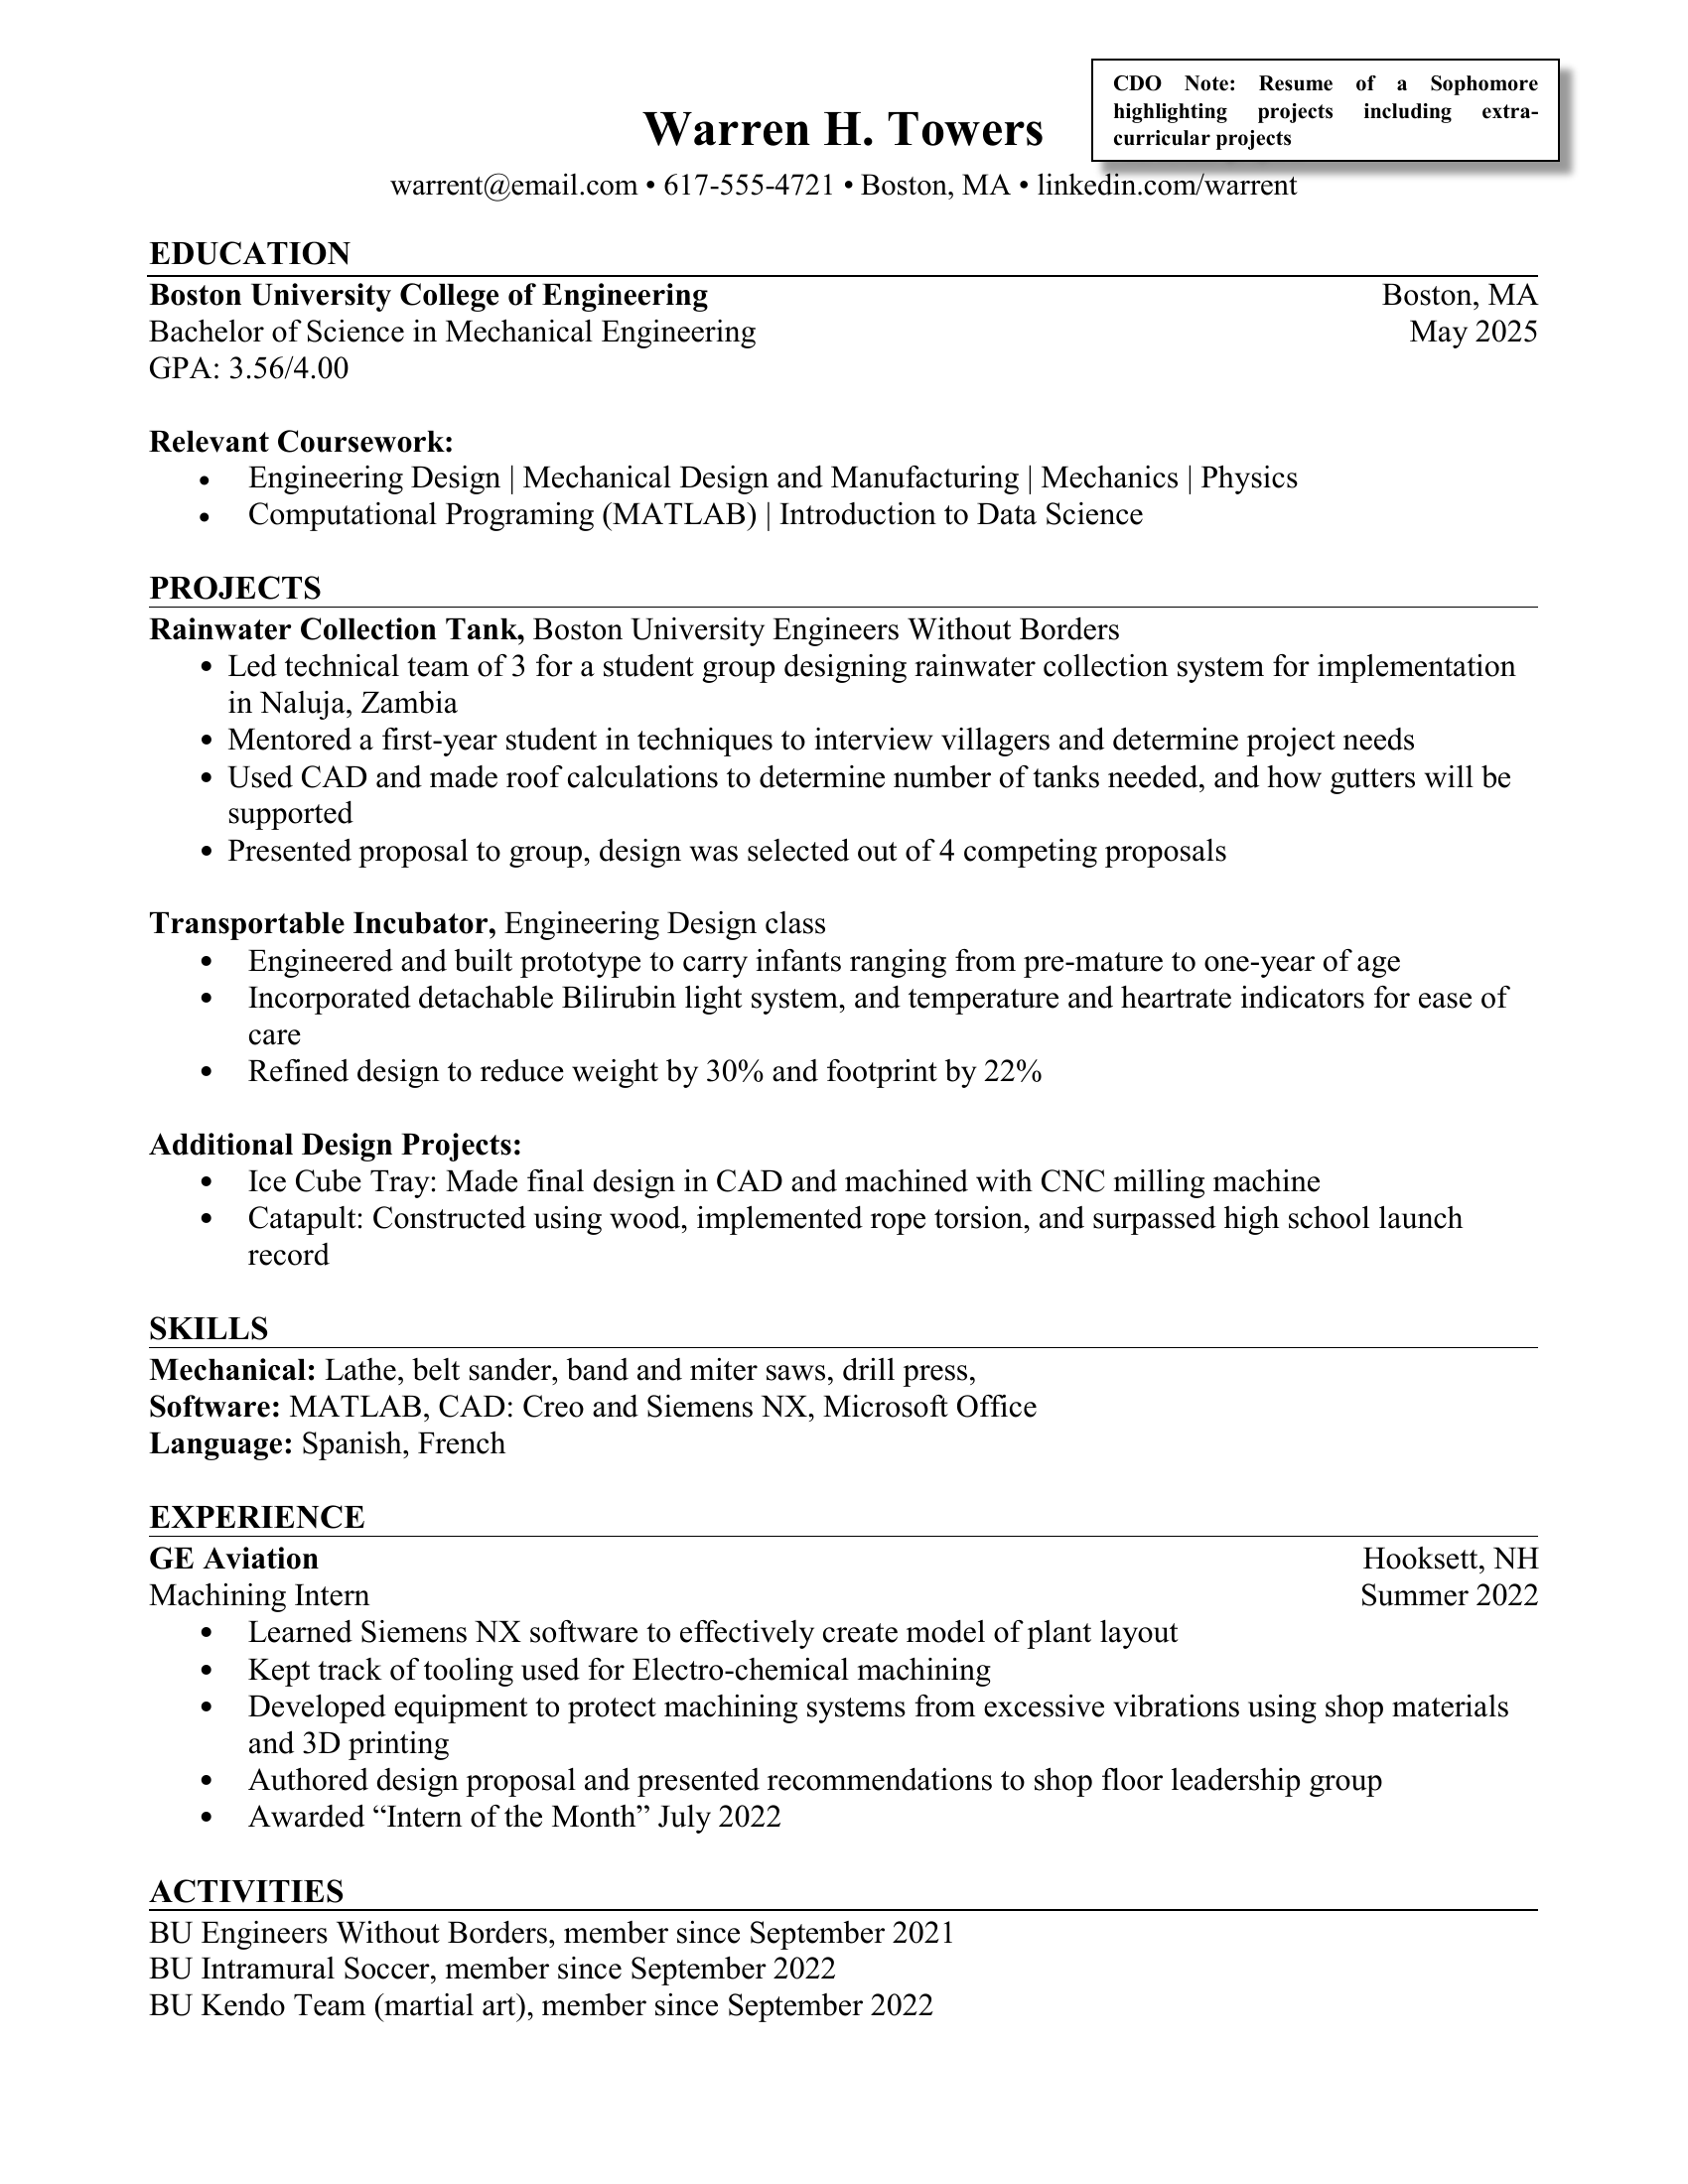 CDO Note: Resume of a Sophomore
highlighting projects including extra-
curricular projects
Warren H. Towers
warrent@email.com • 617-555-4721 • Boston, MA • linkedin.com/warrent
EDUCATION
Boston University College of Engineering Boston, MA
Bachelor of Science in Mechanical Engineering May 2025
GPA: 3.56/4.00
Relevant Coursework:
• Engineering Design | Mechanical Design and Manufacturing | Mechanics | Physics
• Computational Programing (MATLAB) | Introduction to Data Science
PROJECTS
Rainwater Collection Tank, Boston University Engineers Without Borders
• Led technical team of 3 for a student group designing rainwater collection system for implementation
in Naluja, Zambia
• Mentored a first-year student in techniques to interview villagers and determine project needs
• Used CAD and made roof calculations to determine number of tanks needed, and how gutters will be
supported
• Presented proposal to group, design was selected out of 4 competing proposals
Transportable Incubator, Engineering Design class
• Engineered and built prototype to carry infants ranging from pre-mature to one-year of age
• Incorporated detachable Bilirubin light system, and temperature and heartrate indicators for ease of
care
• Refined design to reduce weight by 30% and footprint by 22%
Additional Design Projects:
• Ice Cube Tray: Made final design in CAD and machined with CNC milling machine
• Catapult: Constructed using wood, implemented rope torsion, and surpassed high school launch
record
SKILLS
Mechanical: Lathe, belt sander, band and miter saws, drill press,
Software: MATLAB, CAD: Creo and Siemens NX, Microsoft Office
Language: Spanish, French
EXPERIENCE
GE Aviation Hooksett, NH
Machining Intern Summer 2022
• Learned Siemens NX software to effectively create model of plant layout
• Kept track of tooling used for Electro-chemical machining
• Developed equipment to protect machining systems from excessive vibrations using shop materials
and 3D printing
• Authored design proposal and presented recommendations to shop floor leadership group
• Awarded “Intern of the Month” July 2022
ACTIVITIES
BU Engineers Without Borders, member since September 2021
BU Intramural Soccer, member since September 2022
BU Kendo Team (martial art), member since September 2022